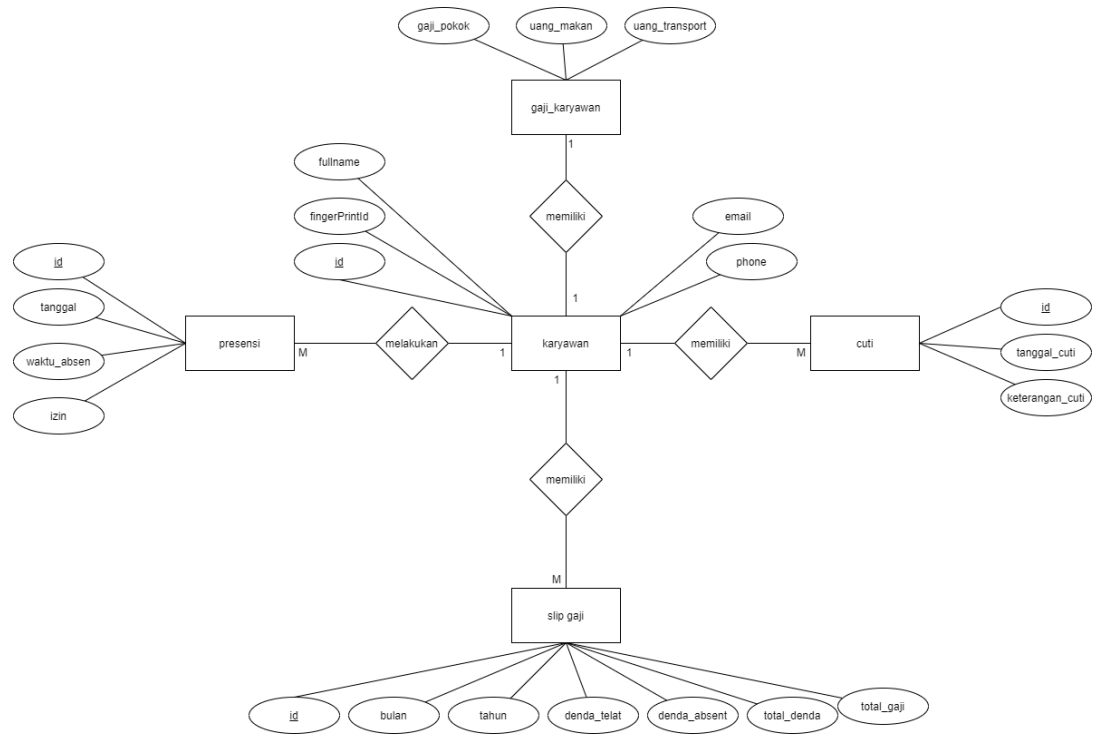 gaji_pokok
uang_makan
uang_transport
gaji_karyawan
1
fullname
memiliki
fingerPrintId
email
id
phone
1
id
tanggal
waktu_absen
izin
presensi
M
melakukan
1
karyawan
1
memiliki
M
cuti
id
tanggal_cuti
keterangan_cuti
1
memiliki
M
slip gaji
id
bulan
tahun
denda_telat
denda_absent
total_denda
total_gaji